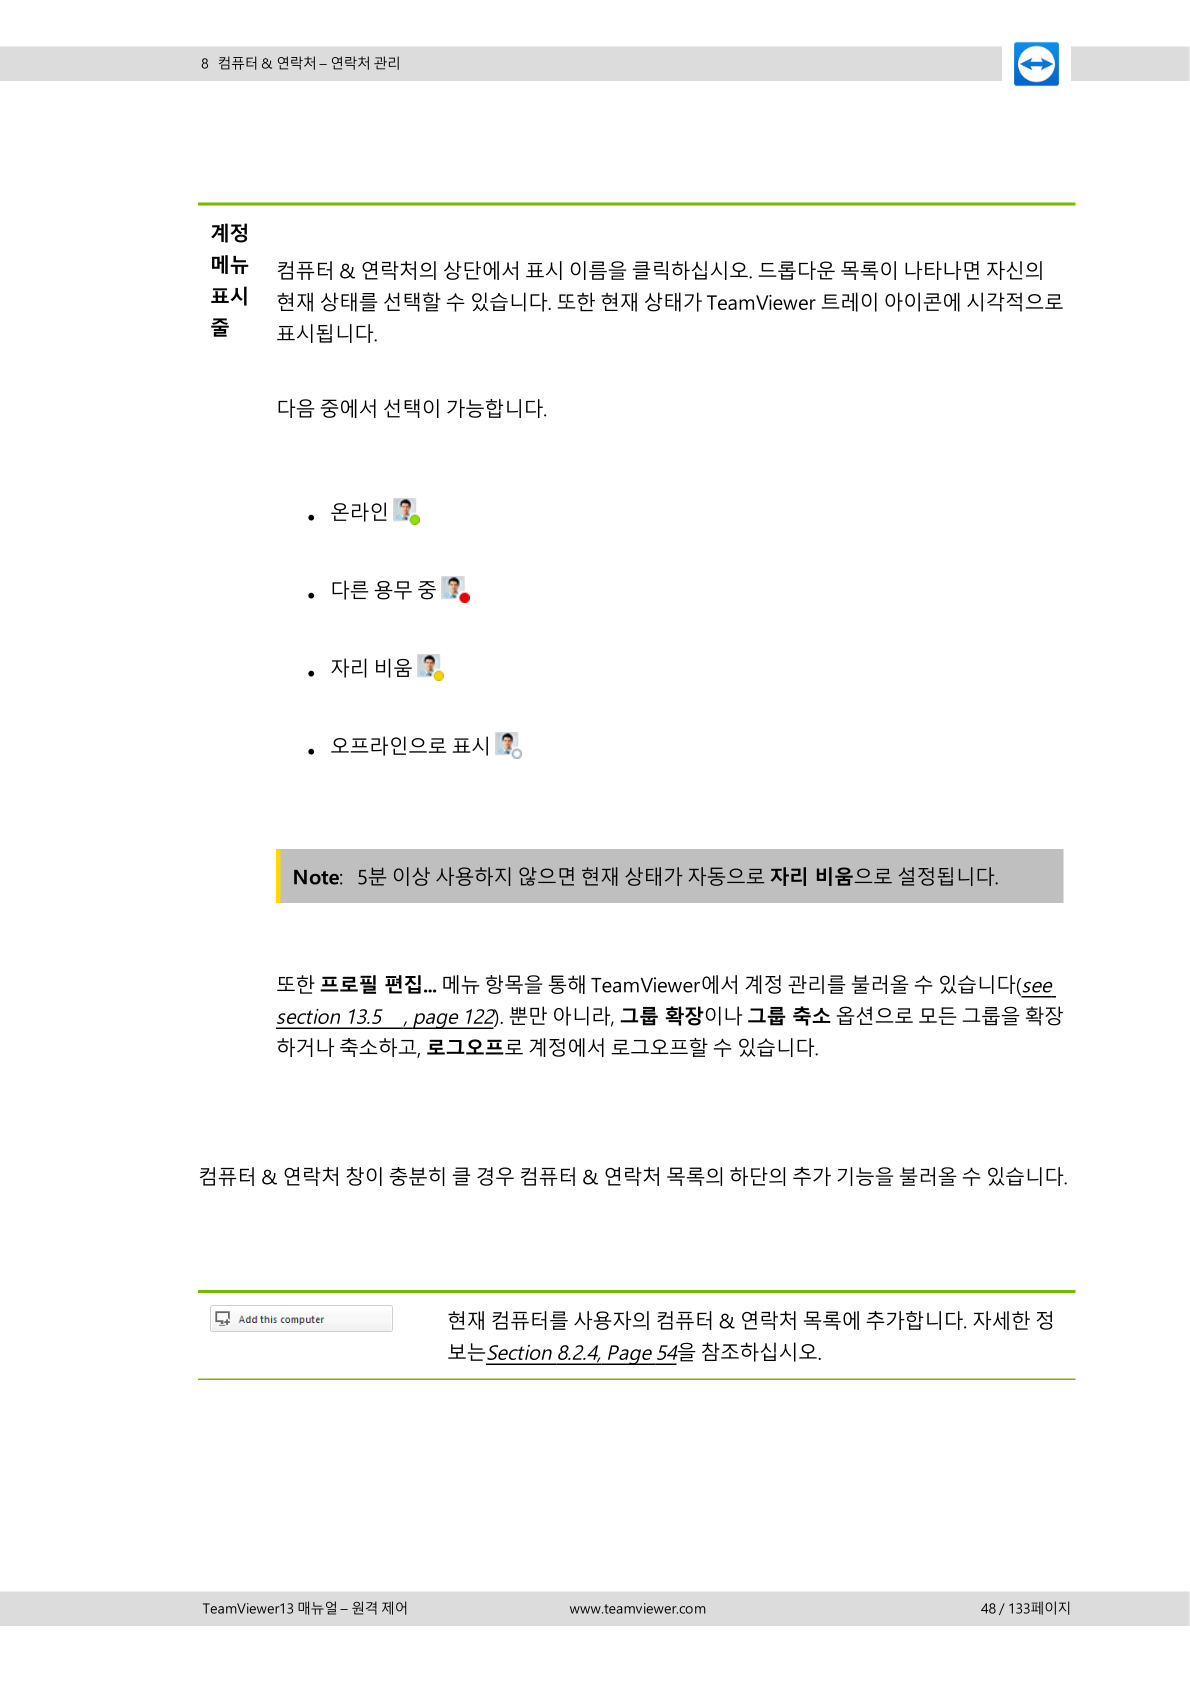 8 컴퓨터 & 연락처 – 연락처 관리
계정
메뉴
표시
줄
컴퓨터 & 연락처의 상단에서 표시 이름을 클릭하십시오. 드롭다운 목록이 나타나면 자신의
현재 상태를 선택할 수 있습니다. 또한 현재 상태가 TeamViewer 트레이 아이콘에 시각적으로
표시됩니다.
다음 중에서 선택이 가능합니다.
• 온라인
• 다른 용무 중
• 자리 비움
• 오프라인으로 표시
Note: 5분 이상 사용하지 않으면 현재 상태가 자동으로 자리 비움으로 설정됩니다.
또한 프로필 편집... 메뉴 항목을 통해 TeamViewer에서 계정 관리를 불러올 수 있습니다(see
section 13.5 , page 122). 뿐만 아니라, 그룹 확장이나 그룹 축소 옵션으로 모든 그룹을 확장
하거나 축소하고, 로그오프로 계정에서 로그오프할 수 있습니다.
컴퓨터 & 연락처 창이 충분히 클 경우 컴퓨터 & 연락처 목록의 하단의 추가 기능을 불러올 수 있습니다.
Add this computer
현재 컴퓨터를 사용자의 컴퓨터 & 연락처 목록에 추가합니다. 자세한 정
보는Section 8.2.4, Page 54을 참조하십시오.
TeamViewer13 매뉴얼 – 원격 제어 www.teamviewer.com 48 / 133페이지